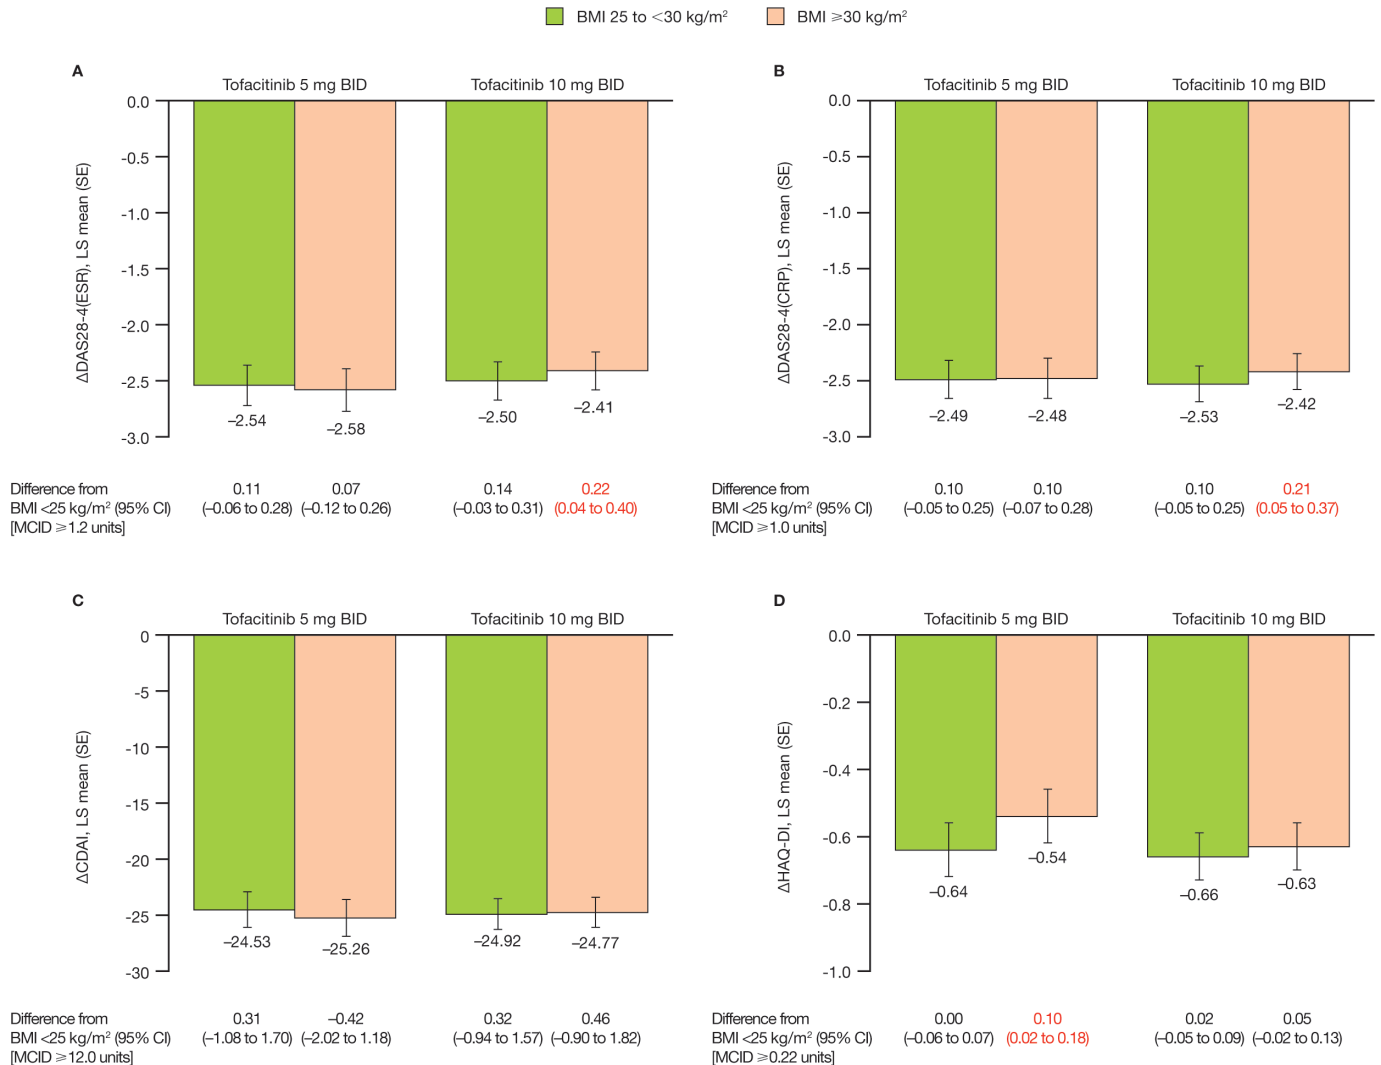 BMI 25 to <30 kg/m² BMI ⩾30 kg/m²
A
Tofacitinib 5 mg BID Tofacitinib 10 mg BID
ΔDAS28-4(ESR), LS mean (SE)
0.0
-0.5
-1.0
-1.5
-2.0
-2.5
-3.0
–2.54 –2.58 –2.50 –2.41
Difference from 0.11 0.07 0.14 0.22
BMI <25 kg/m² (95% CI) (–0.06 to 0.28) (–0.12 to 0.26) (–0.03 to 0.31) (0.04 to 0.40)
[MCID ⩾1.2 units]
B
Tofacitinib 5 mg BID Tofacitinib 10 mg BID
ΔDAS28-4(CRP), LS mean (SE)
0.0
-0.5
-1.0
-1.5
-2.0
-2.5
-3.0
–2.49 –2.48 –2.53 –2.42
Difference from 0.10 0.10 0.10 0.21
BMI <25 kg/m² (95% CI) (–0.05 to 0.25) (–0.07 to 0.28) (–0.05 to 0.25) (0.05 to 0.37)
[MCID ⩾1.0 units]
C
Tofacitinib 5 mg BID Tofacitinib 10 mg BID
ΔCDAI, LS mean (SE)
0
-5
-10
-15
-20
-25
-30
–24.53 –25.26 –24.92 –24.77
Difference from 0.31 –0.42 0.32 0.46
BMI <25 kg/m² (95% CI) (–1.08 to 1.70) (–2.02 to 1.18) (–0.94 to 1.57) (–0.90 to 1.82)
[MCID ⩾12.0 units]
D
Tofacitinib 5 mg BID Tofacitinib 10 mg BID
ΔHAQ-DI, LS mean (SE)
0.0
-0.2
-0.4
-0.6
-0.8
-1.0
–0.64 –0.54 –0.66 –0.63
Difference from 0.00 0.10 0.02 0.05
BMI <25 kg/m² (95% CI) (–0.06 to 0.07) (0.02 to 0.18) (–0.05 to 0.09) (–0.02 to 0.13)
[MCID ⩾0.22 units]